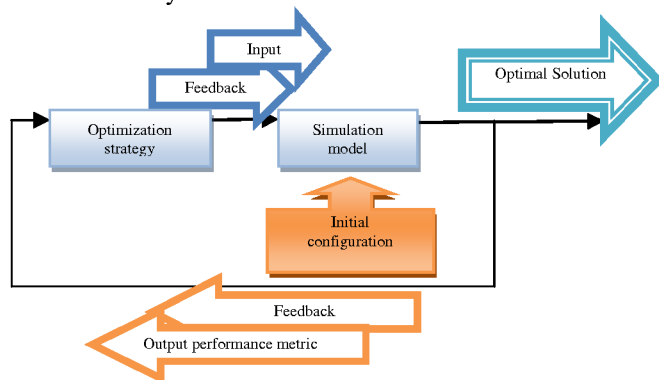 Input
Feedback
Optimal Solution
Optimization
strategy
Simulation
model
Initial
configuration
Feedback
Output performance metric